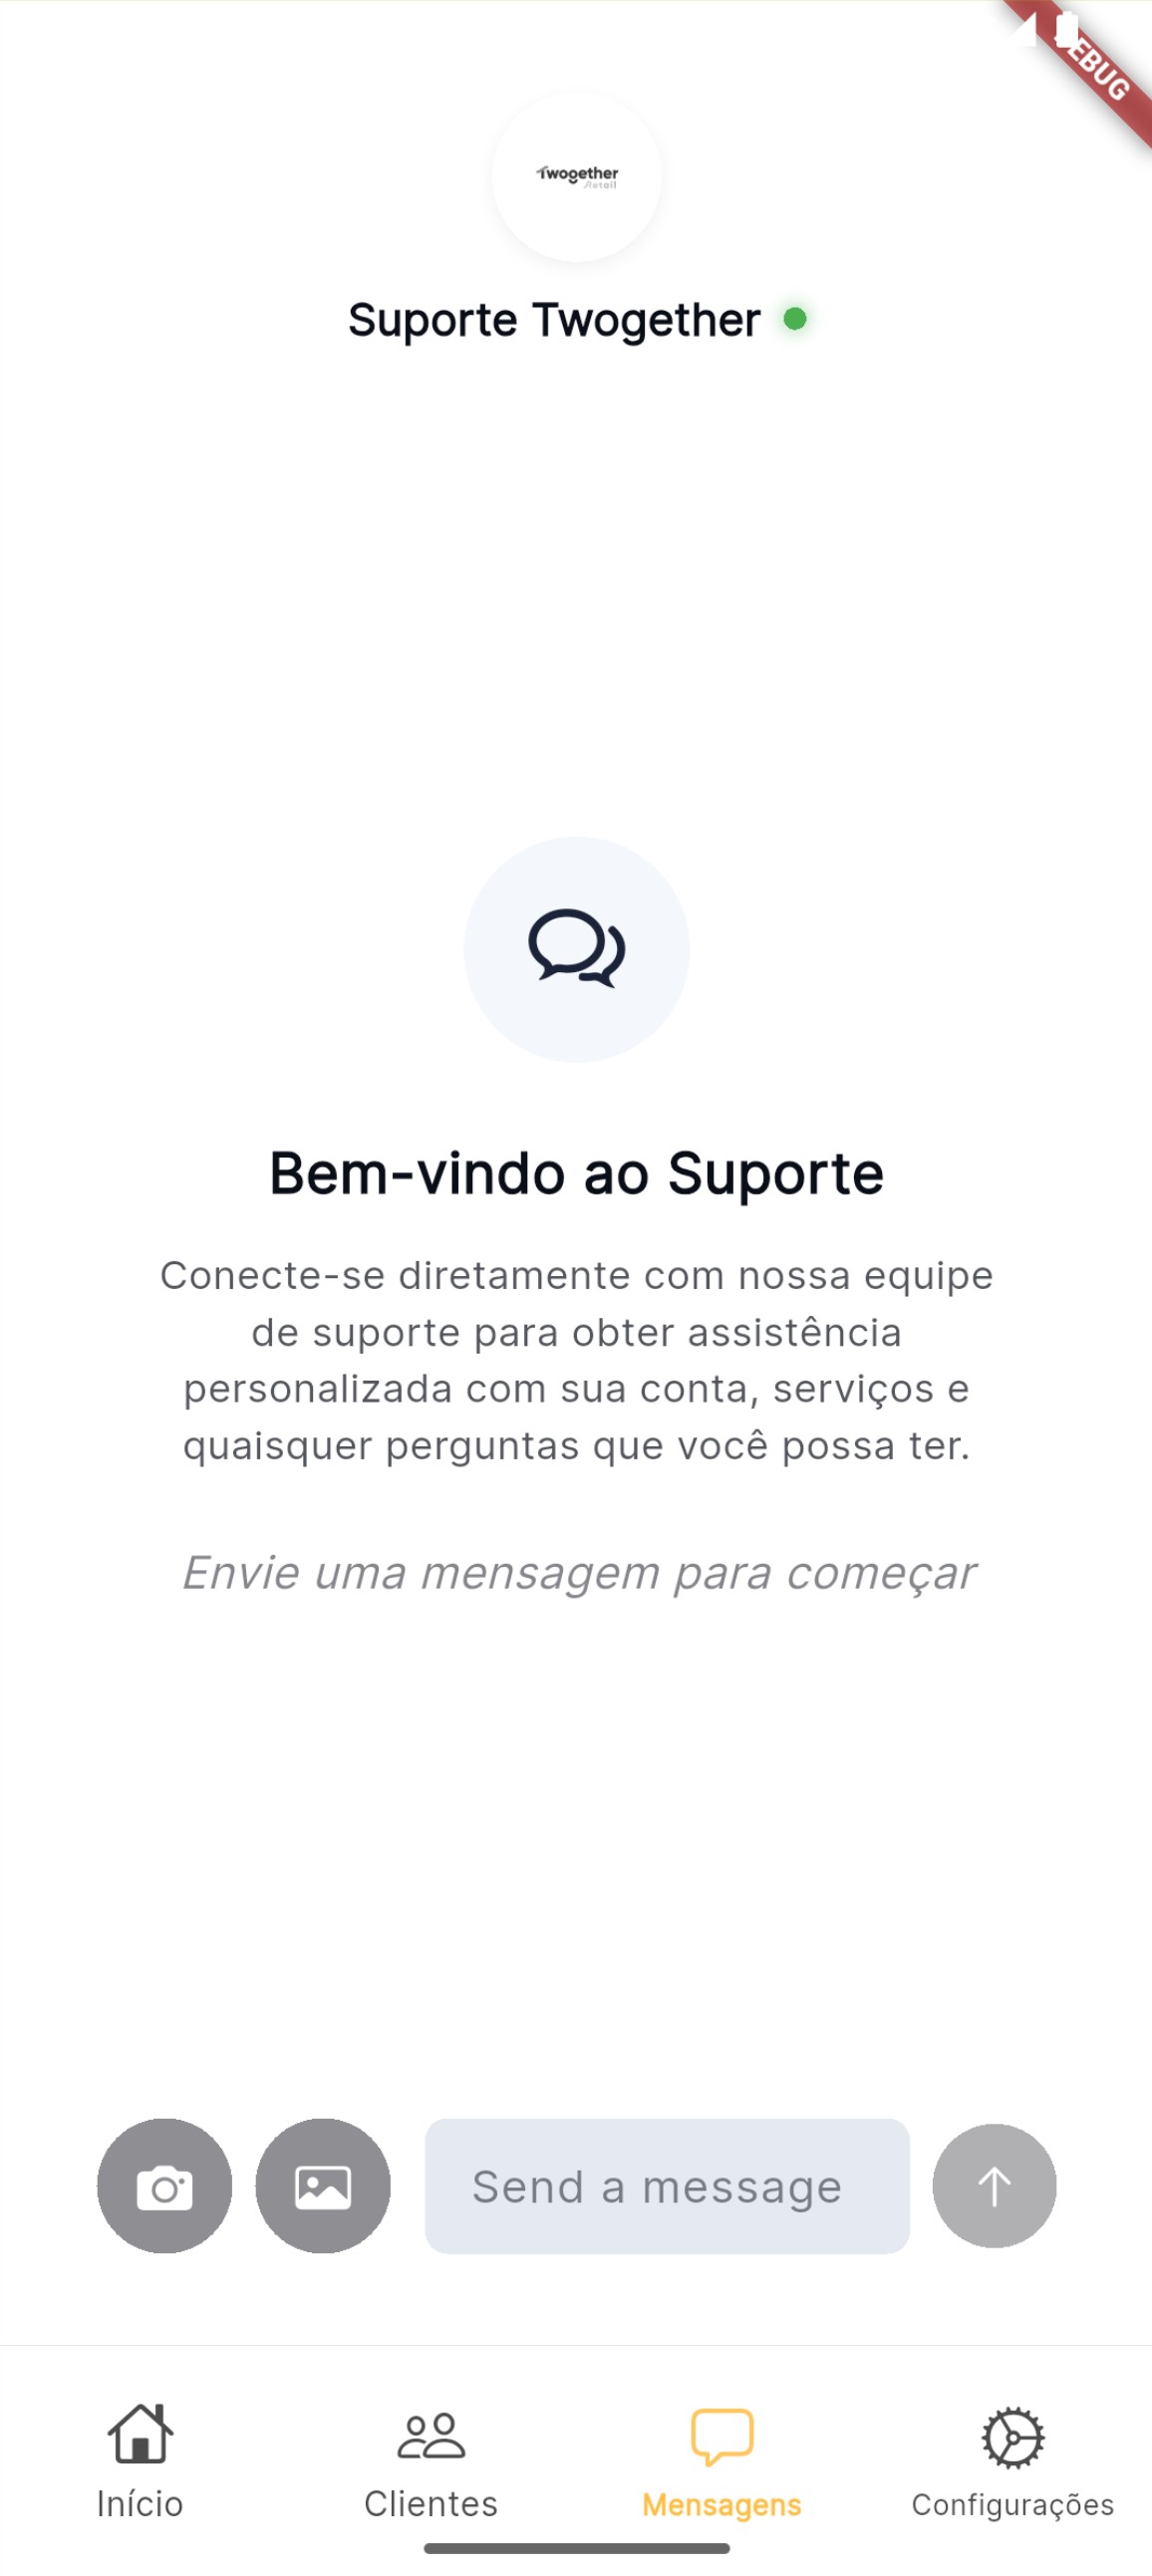 DEBUG
Twogether
Retail
Suporte Twogether
Bem-vindo ao Suporte
Conecte-se diretamente com nossa equipe
de suporte para obter assistência
personalizada com sua conta, serviços e
quaisquer perguntas que você possa ter.
Envie uma mensagem para começar
Send a message
Início
Clientes
Mensagens
Configurações